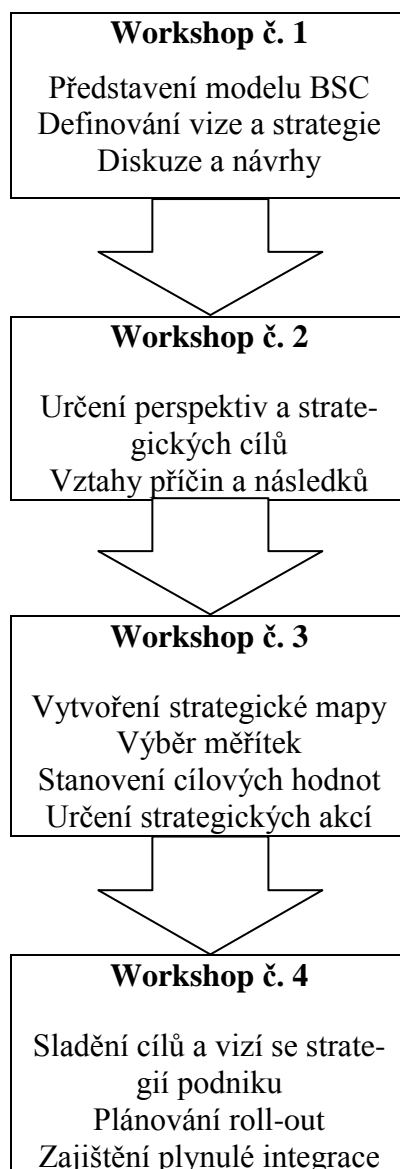 Workshop č. 1
Představení modelu BSC
Definování vize a strategie
Diskuze a návrhy
Workshop č. 2
Určení perspektiv a strate-
gických cílů
Vztahy příčin a následků
Workshop č. 3
Vytvoření strategické mapy
Výběr měřítek
Stanovení cílových hodnot
Určení strategických akcí
Workshop č. 4
Sladění cílů a vizí se strate-
gií podniku
Plánování roll-out
Zajištění plynulé integrace